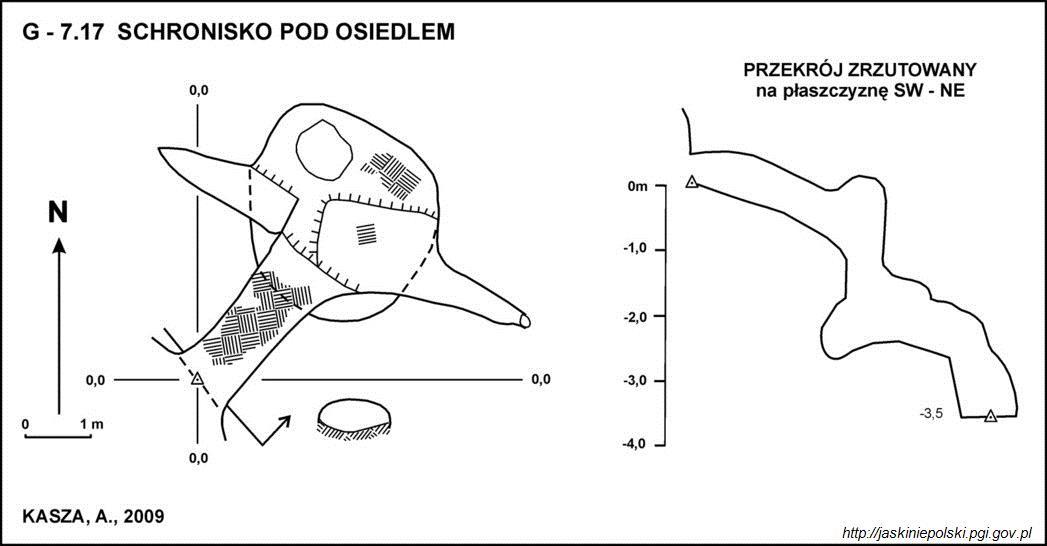 G - 7.17 SCHRONISKO POD OSIEDLEM
PRZEKRÓJ ZRZUTOWANY
na płaszczyznę SW - NE
0,0
0m
N
-1,0
-2,0
0,0
0,0
-3,0
0 1 m
-3,5
-4,0
0,0
KASZA, A., 2009
http://jaskiniepolski.pgi.gov.pl